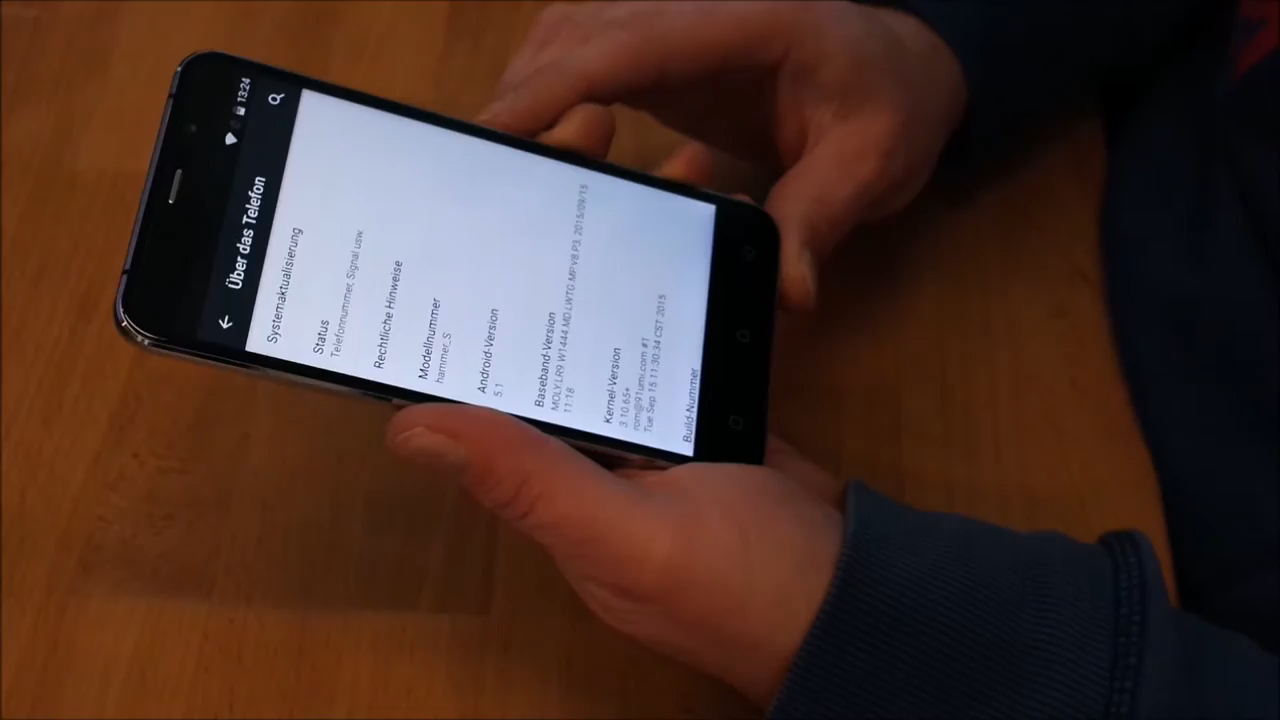 13:24
Über das Telefon
Systemaktualisierung
Status
Telefonnummer, Signal usw.
Rechtliche Hinweise
Modellnummer
hammer_S
Android-Version
5.1
Baseband-Version
MOLY.LR9.W1444.MD.LWTG.MP.V8.P3, 2015/09/15
11:18
Kernel-Version
3.10.65+
rom@91umi.com #1
Tue Sep 15 11:30:34 CST 2015
Build-Nummer